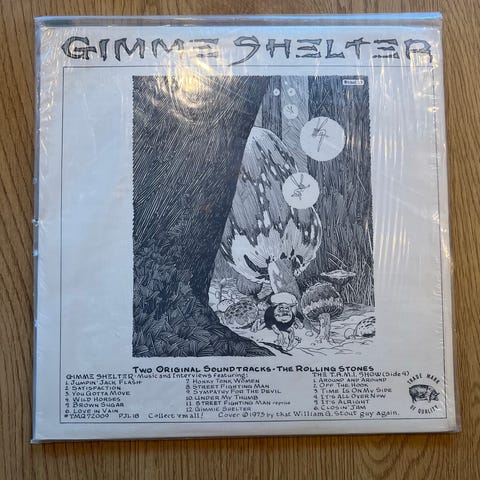 GIMME SHELTER
TWO ORIGINAL SOUNDTRACKS - THE ROLLING STONES
GIMME SHELTER-Music and Interviews featuring:
1. JUMPIN' JACK FLASH
2. SATISFACTION
3. YOU GOTTA MOVE
4. WILD HORSES
5. BROWN SUGAR
6. LOVE IN VAIN
7. HONKY TONK WOMEN
8. STREET FIGHTING MAN
9. SYMPATHY FOR THE DEVIL
10. UNDER MY THUMB
11. STREET FIGHTING MAN reprise
12. GIMMIE SHELTER
THE T.A.M.I. SHOW (Side 4)
1. AROUND AND AROUND
2. OFF THE HOOK
3. TIME IS ON MY SIDE
4. IT'S ALL OVER NOW
5. IT'S ALRIGHT
6. CLOSIN' JAM
TMQ 72009 PJL 1B Collect 'em all! Cover © 1973 by that William G. Stout guy again.
TRADE MARK
OF QUALITY